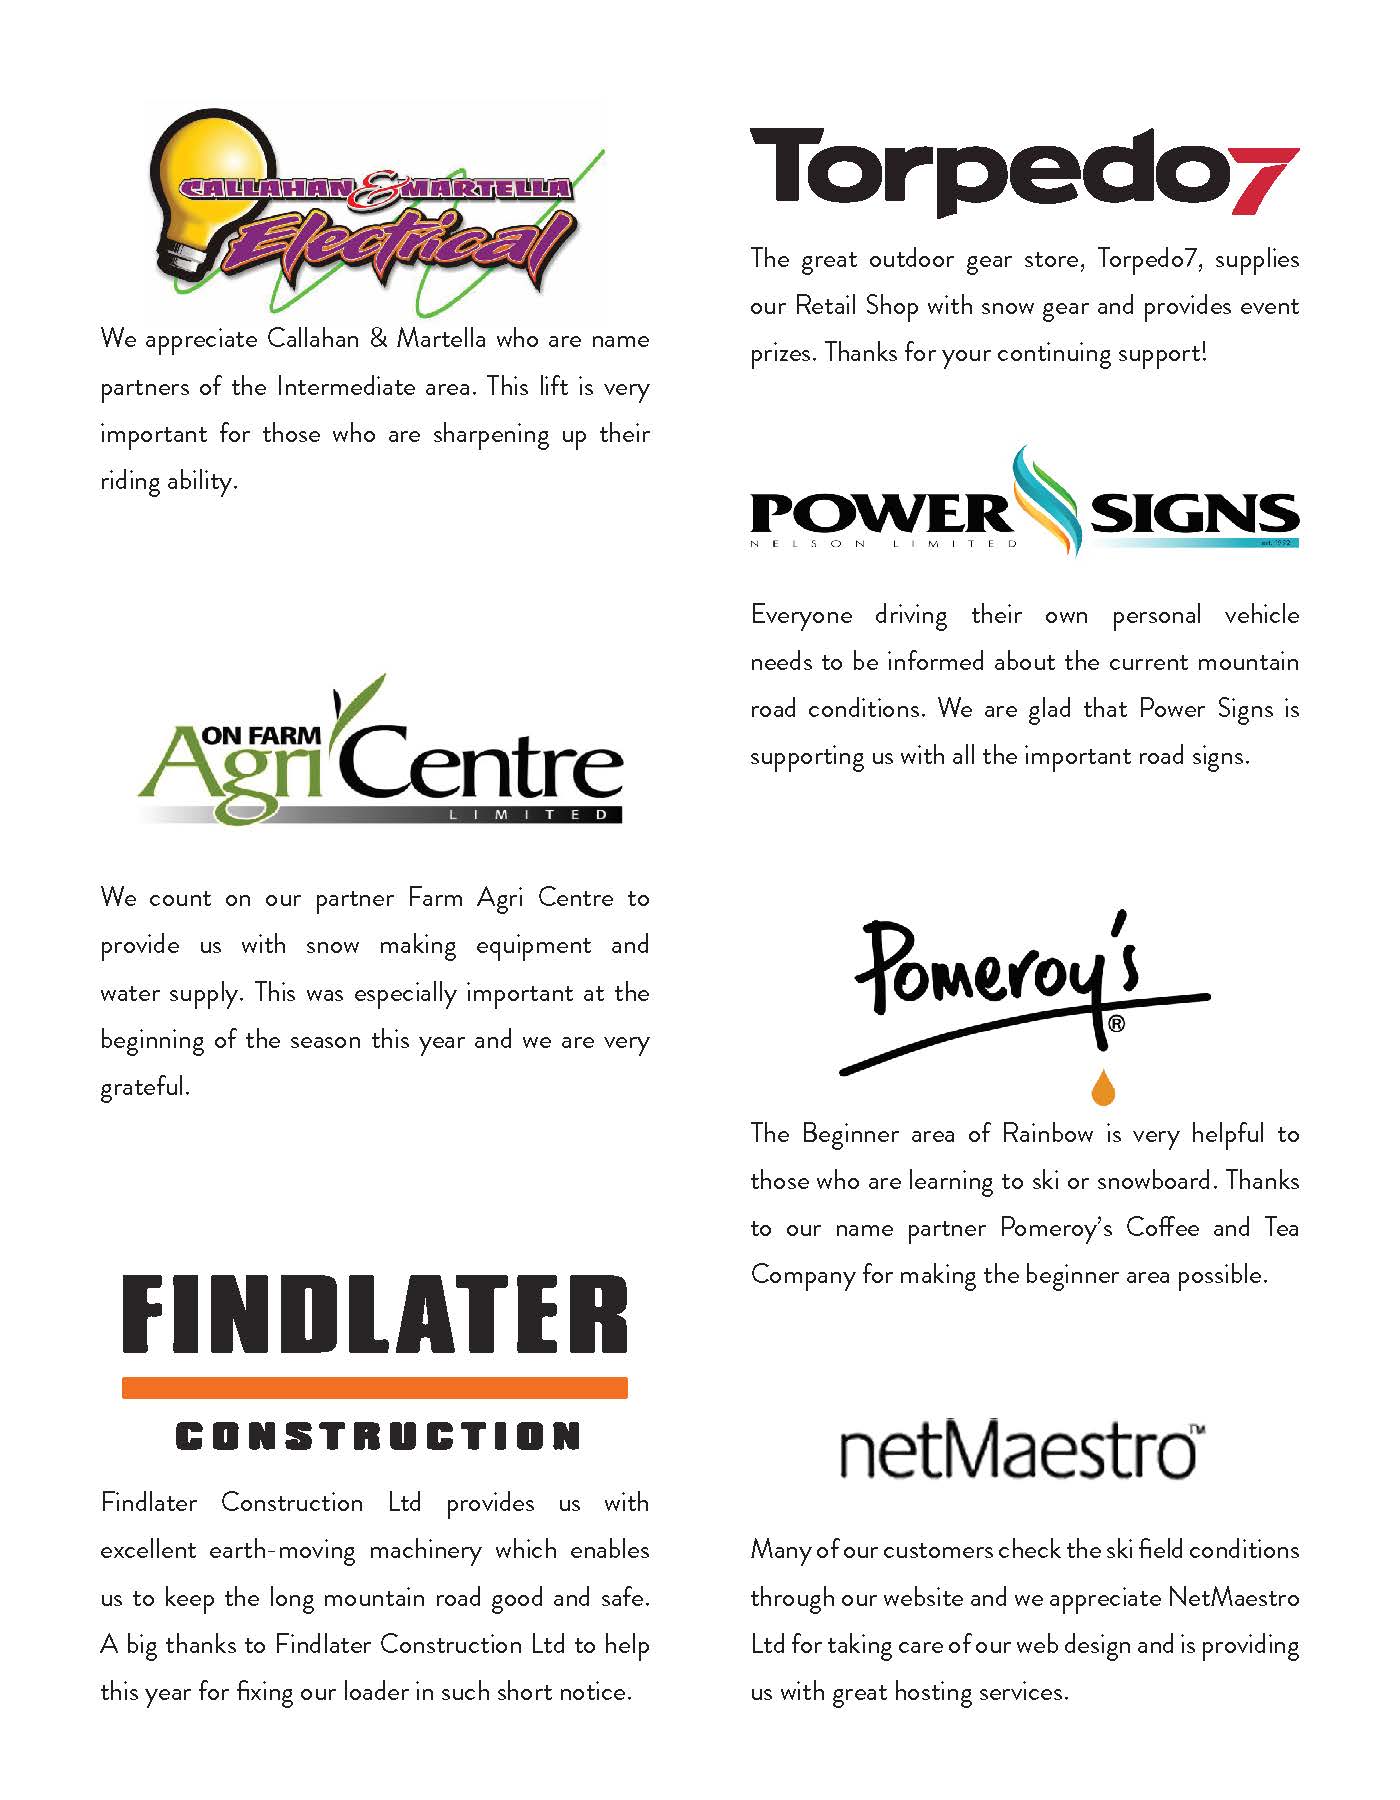 CALLAHAN & MARTELLA
Electrical
We appreciate Callahan & Martella who are name
partners of the Intermediate area. This lift is very
important for those who are sharpening up their
riding ability.
ON FARM
Agri Centre
LIMITED
We count on our partner Farm Agri Centre to
provide us with snow making equipment and
water supply. This was especially important at the
beginning of the season this year and we are very
grateful.
FINDLATER
CONSTRUCTION
Findlater Construction Ltd provides us with
excellent earth-moving machinery which enables
us to keep the long mountain road good and safe.
A big thanks to Findlater Construction Ltd to help
this year for fixing our loader in such short notice.
Torpedo7
The great outdoor gear store, Torpedo7, supplies
our Retail Shop with snow gear and provides event
prizes. Thanks for your continuing support!
POWER SIGNS
NELSON LIMITED est. 1992
Everyone driving their own personal vehicle
needs to be informed about the current mountain
road conditions. We are glad that Power Signs is
supporting us with all the important road signs.
Pomeroy's
®
The Beginner area of Rainbow is very helpful to
those who are learning to ski or snowboard. Thanks
to our name partner Pomeroy’s Coffee and Tea
Company for making the beginner area possible.
netMaestro™
Many of our customers check the ski field conditions
through our website and we appreciate NetMaestro
Ltd for taking care of our web design and is providing
us with great hosting services.